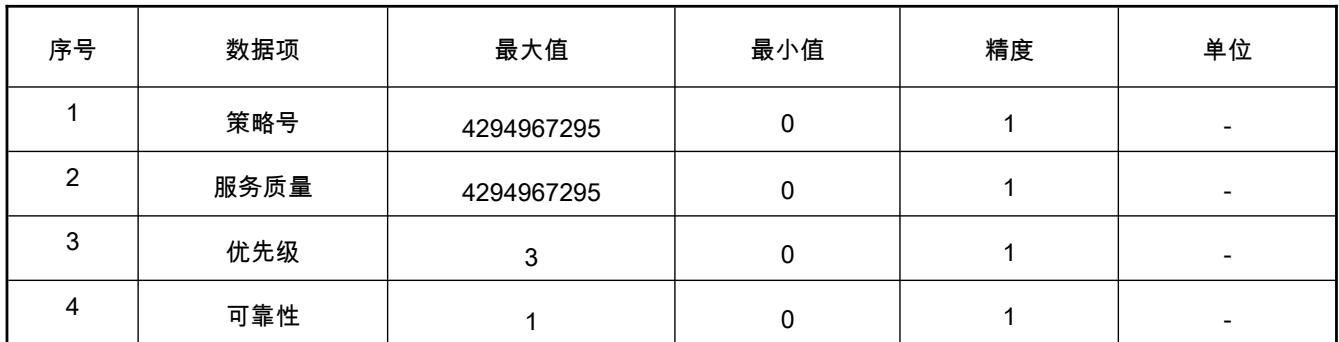 序号 数据项 最大值 最小值 精度 单位
1 策略号 4294967295 0 1 -
2 服务质量 4294967295 0 1 -
3 优先级 3 0 1 -
4 可靠性 1 0 1 -